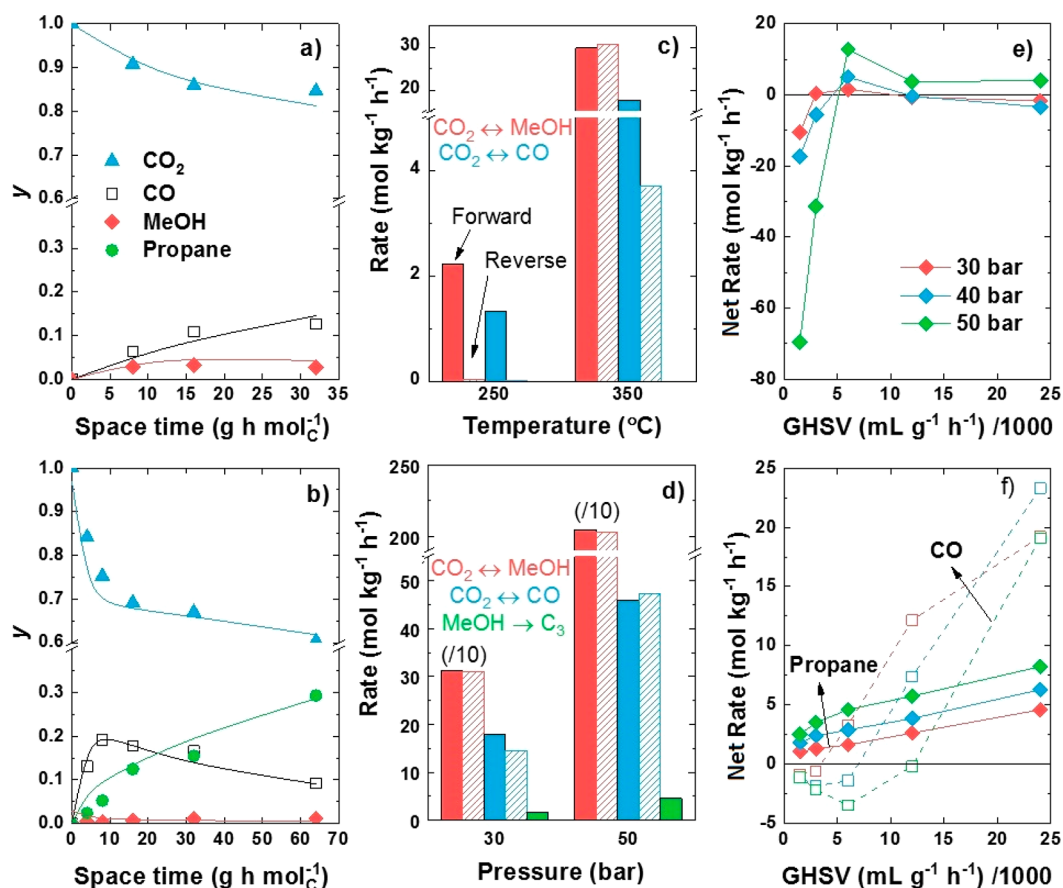 a)
1.0
0.9
0.8
0.7
0.6
0.3
0.2
0.1
0.0
y
CO₂
CO
MeOH
Propane
0 5 10 15 20 25 30 35
Space time (g h mol_C⁻¹)
c)
30
20
4
2
0
Rate (mol kg⁻¹ h⁻¹)
CO₂ ↔ MeOH
CO₂ ↔ CO
Forward
Reverse
250 350
Temperature (°C)
e)
20
10
0
-20
-40
-60
-80
Net Rate (mol kg⁻¹ h⁻¹)
30 bar
40 bar
50 bar
0 5 10 15 20 25
GHSV (mL g⁻¹ h⁻¹) /1000
b)
1.0
0.9
0.8
0.7
0.6
0.3
0.2
0.1
0.0
y
0 10 20 30 40 50 60 70
Space time (g h mol_C⁻¹)
d)
250
200
50
40
30
20
10
0
Rate (mol kg⁻¹ h⁻¹)
(/10)
CO₂ ↔ MeOH
CO₂ ↔ CO
MeOH → C₃
(/10)
30 50
Pressure (bar)
f)
25
20
15
10
5
0
-5
Net Rate (mol kg⁻¹ h⁻¹)
CO
Propane
0 5 10 15 20 25
GHSV (mL g⁻¹ h⁻¹) /1000